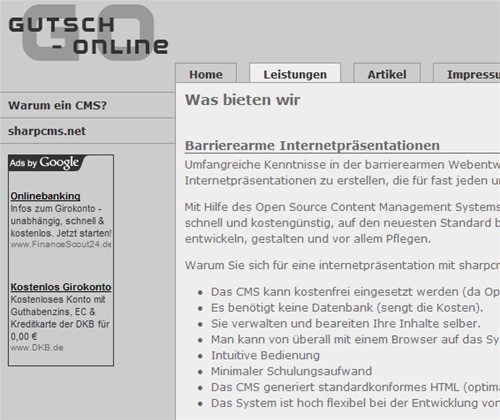 GO
GUTSCH
- ONLINE
Home
Leistungen
Artikel
Warum ein CMS?
sharpcms.net
Ads by Google
Onlinebanking
Infos zum Girokonto -
unabhängig, schnell &
kostenlos. Jetzt starten!
www.FinanceScout24.de
Kostenlos Girokonto
Kostenloses Konto mit
Guthabenzins, EC &
Kreditkarte der DKB für
0,00 €
www.DKB.de
Was bieten wir
Barrierearme Internetpräsentationen
Umfangreiche Kenntnisse in der barrierearmen
Internetpräsentationen zu erstellen, die für fast jeden
Mit Hilfe des Open Source Content Management Systems
schnell und kostengünstig, auf den neuesten Standard
entwickeln, gestalten und vor allem Pflegen.
Warum Sie sich für eine internetpräsentation mit
Das CMS kann kostenfrei eingesetzt werden (da
Es benötigt keine Datenbank (sengt die Kosten).
Sie verwalten und beareiten Ihre Inhalte selber.
Man kann von überall mit einem Browser auf das
Intuitive Bedienung
Minimaler Schulungsaufwand
Das CMS generiert standardkonformes HTML
Das System ist hoch flexibel bei der Entwicklung